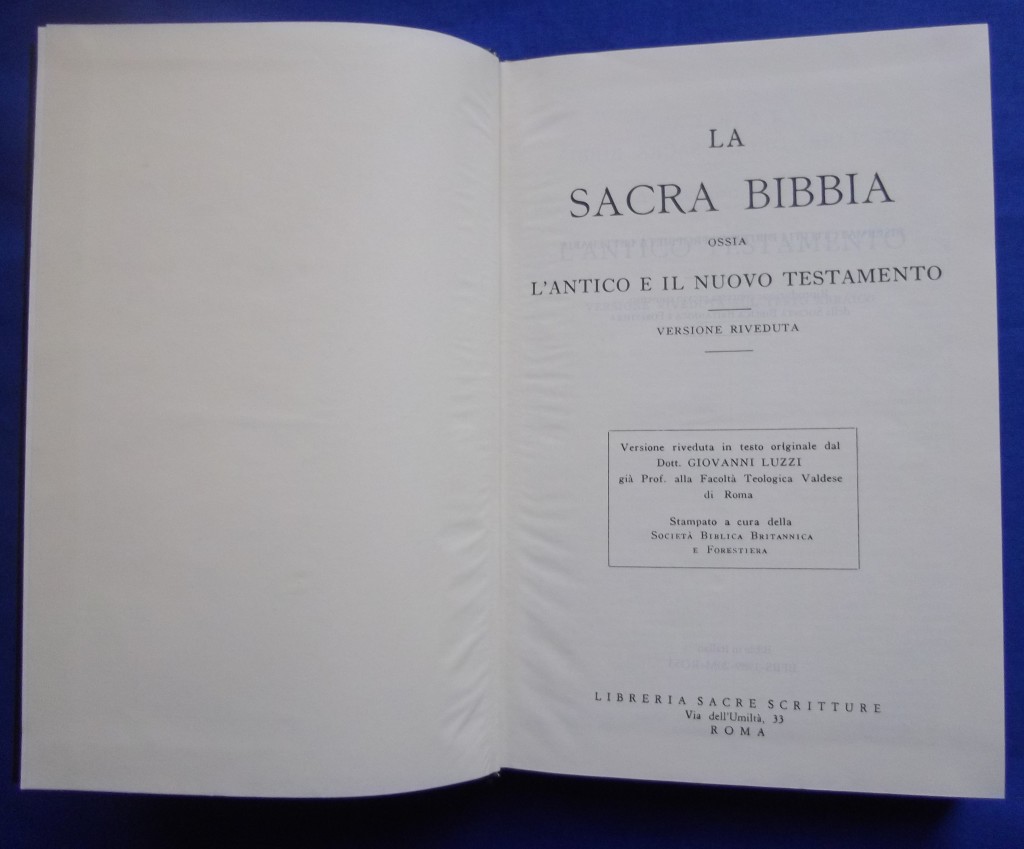 LA
SACRA BIBBIA
OSSIA
L'ANTICO E IL NUOVO TESTAMENTO
VERSIONE RIVEDUTA
Versione riveduta in testo originale dal
Dott. GIOVANNI LUZZI
già Prof. alla Facoltà Teologica Valdese
di Roma
Stampato a cura della
SOCIETÀ BIBLICA BRITANNICA
E FORESTIERA
LIBRERIA SACRE SCRITTURE
Via dell'Umiltà, 33
ROMA